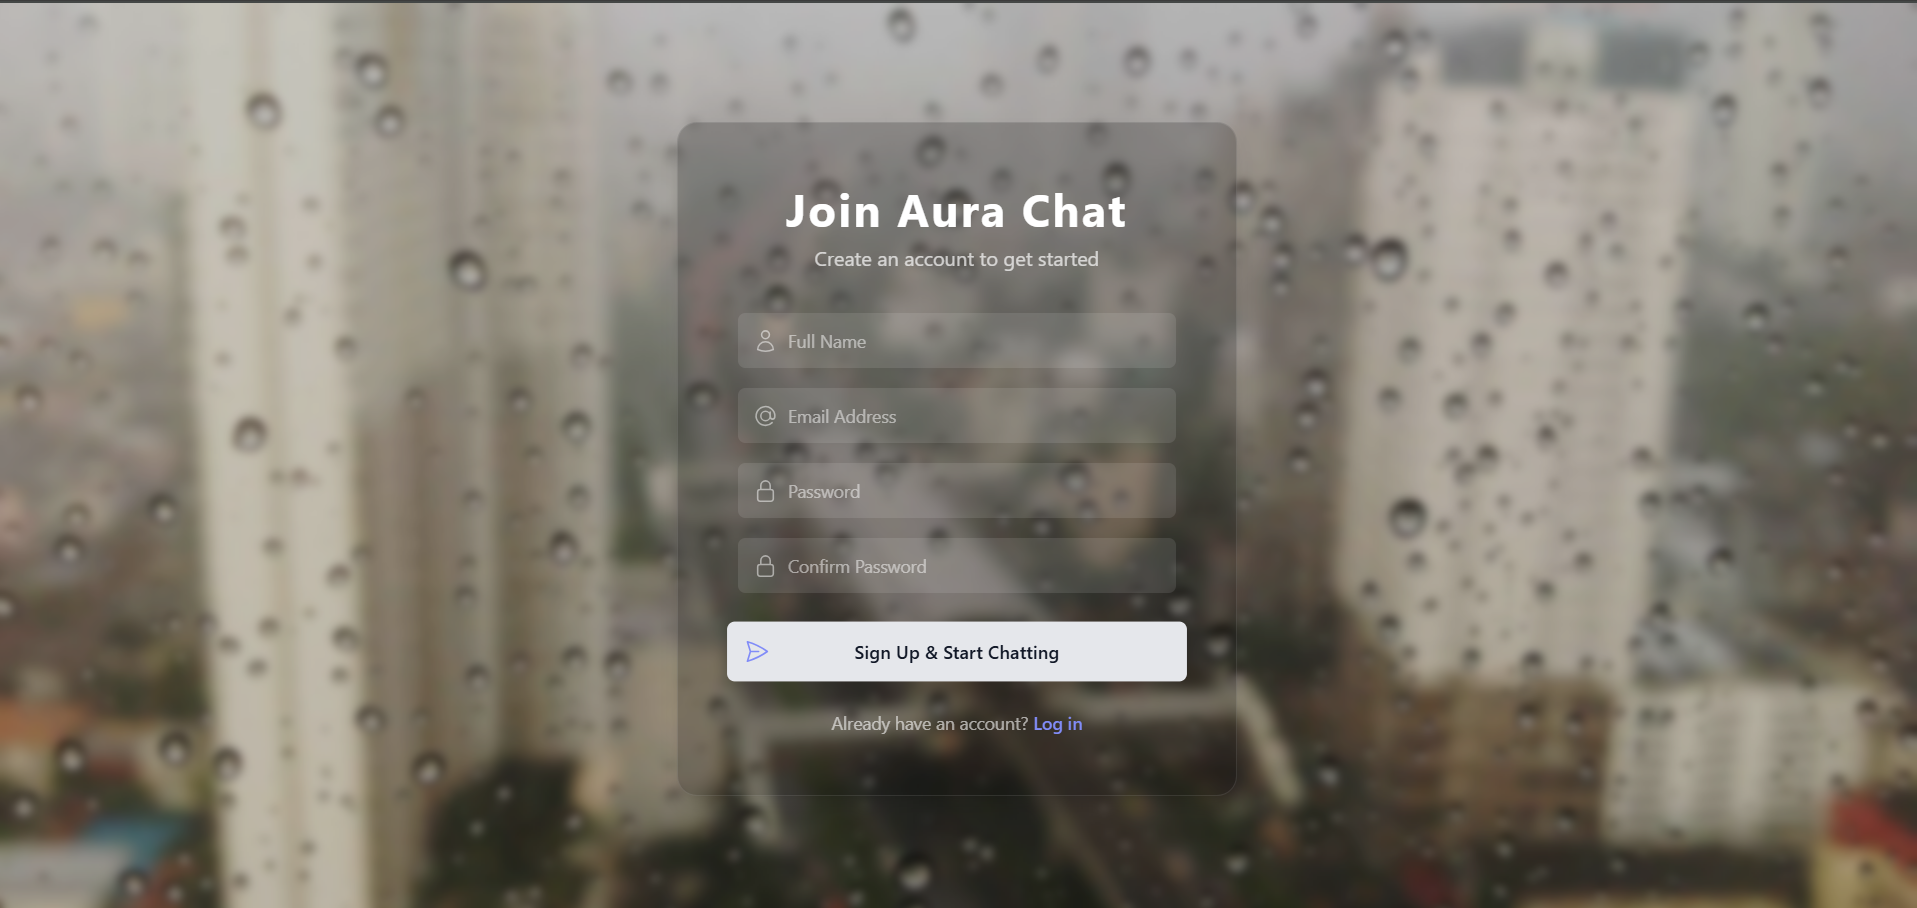 Join Aura Chat
Create an account to get started
Full Name
Email Address
Password
Confirm Password
Sign Up & Start Chatting
Already have an account? Log in